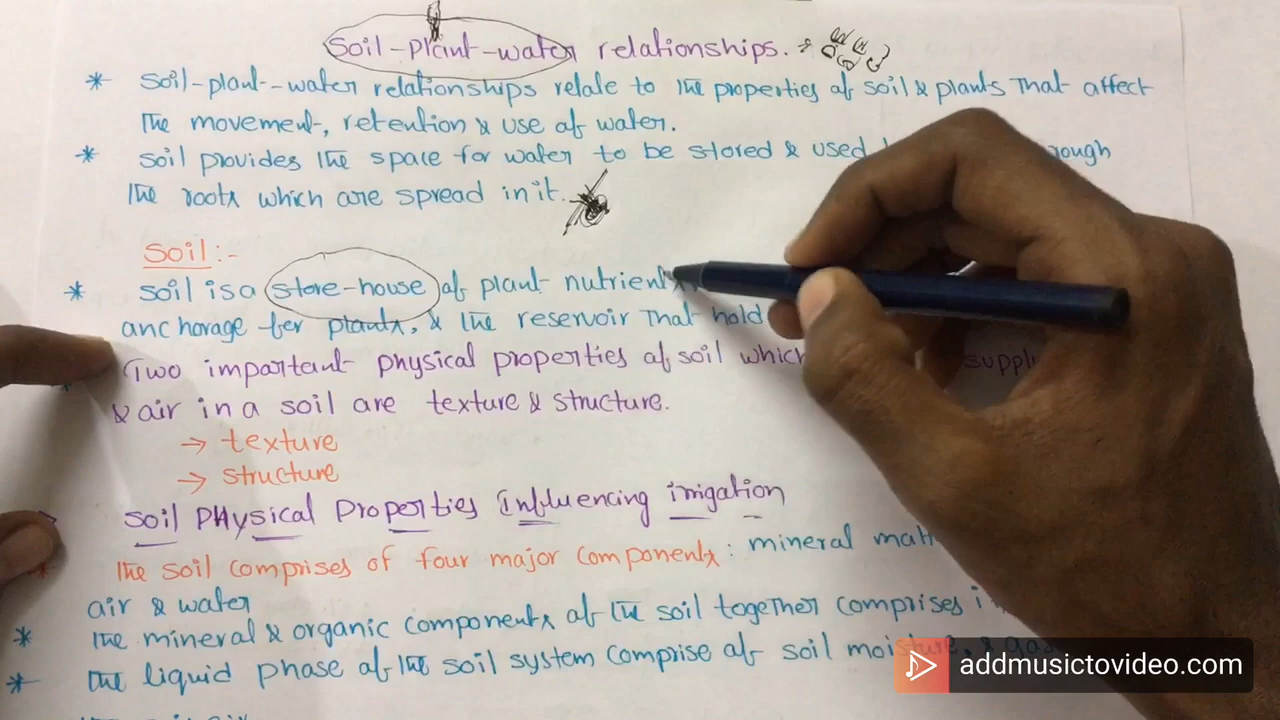 Soil-plant-water relationships.
* soil-plant-water relationships relate to the properties of soil & plants that affect
the movement, retention & use of water.
* soil provides the space for water to be stored & used rough
the roots which are spread in it.
Soil:-
* soil is a store-house of plant nutrients
anchorage for plants, & the reservoir that hold
Two important physical properties of soil which suppl
& air in a soil are texture & structure.
→ texture
→ structure
Soil Physical Properties influencing irrigation
* The soil comprises of four major components: mineral matt
air & water
* the mineral & organic components of the soil together comprises
* the liquid phase of the soil system comprise of soil moisture, &
addmusictovideo.com